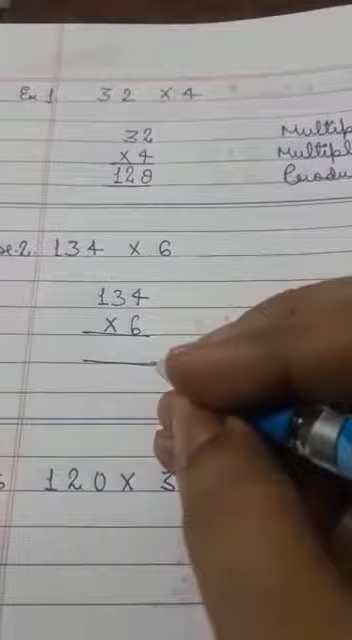 Ex 1. 32 × 4
32
× 4
128
Ex.2. 134 × 6
134
× 6
120 × 3